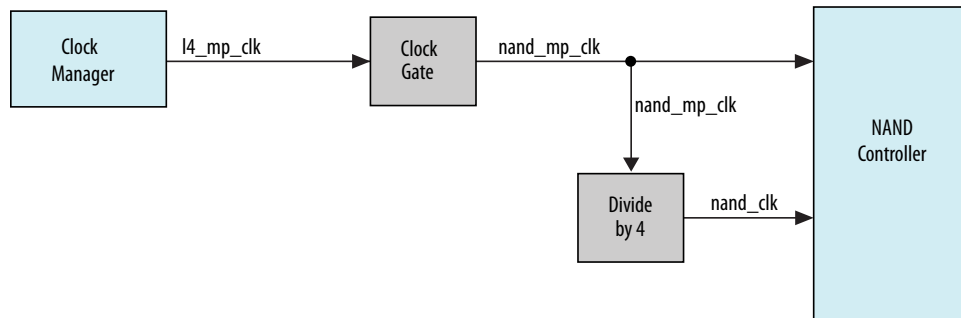 Clock
Manager
l4_mp_clk
Clock
Gate
nand_mp_clk
nand_mp_clk
NAND
Controller
Divide
by 4
nand_clk